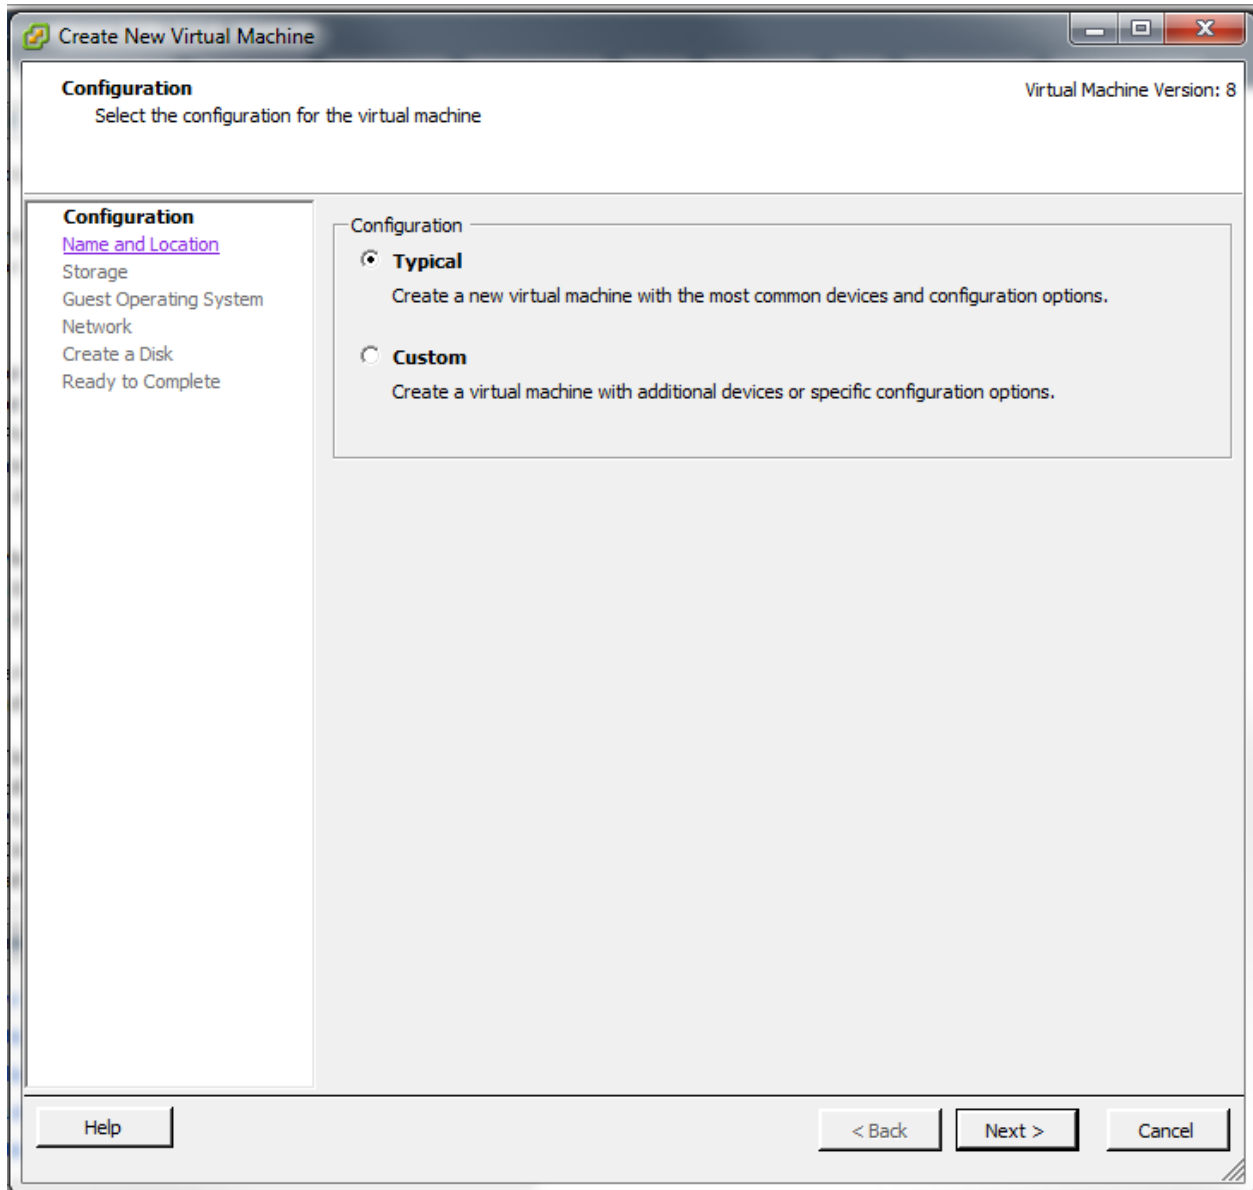 Create New Virtual Machine
Configuration
Virtual Machine Version: 8
Select the configuration for the virtual machine
Configuration
Name and Location
Storage
Guest Operating System
Network
Create a Disk
Ready to Complete
Configuration
Typical
Create a new virtual machine with the most common devices and configuration options.
Custom
Create a virtual machine with additional devices or specific configuration options.
Help
< Back
Next >
Cancel